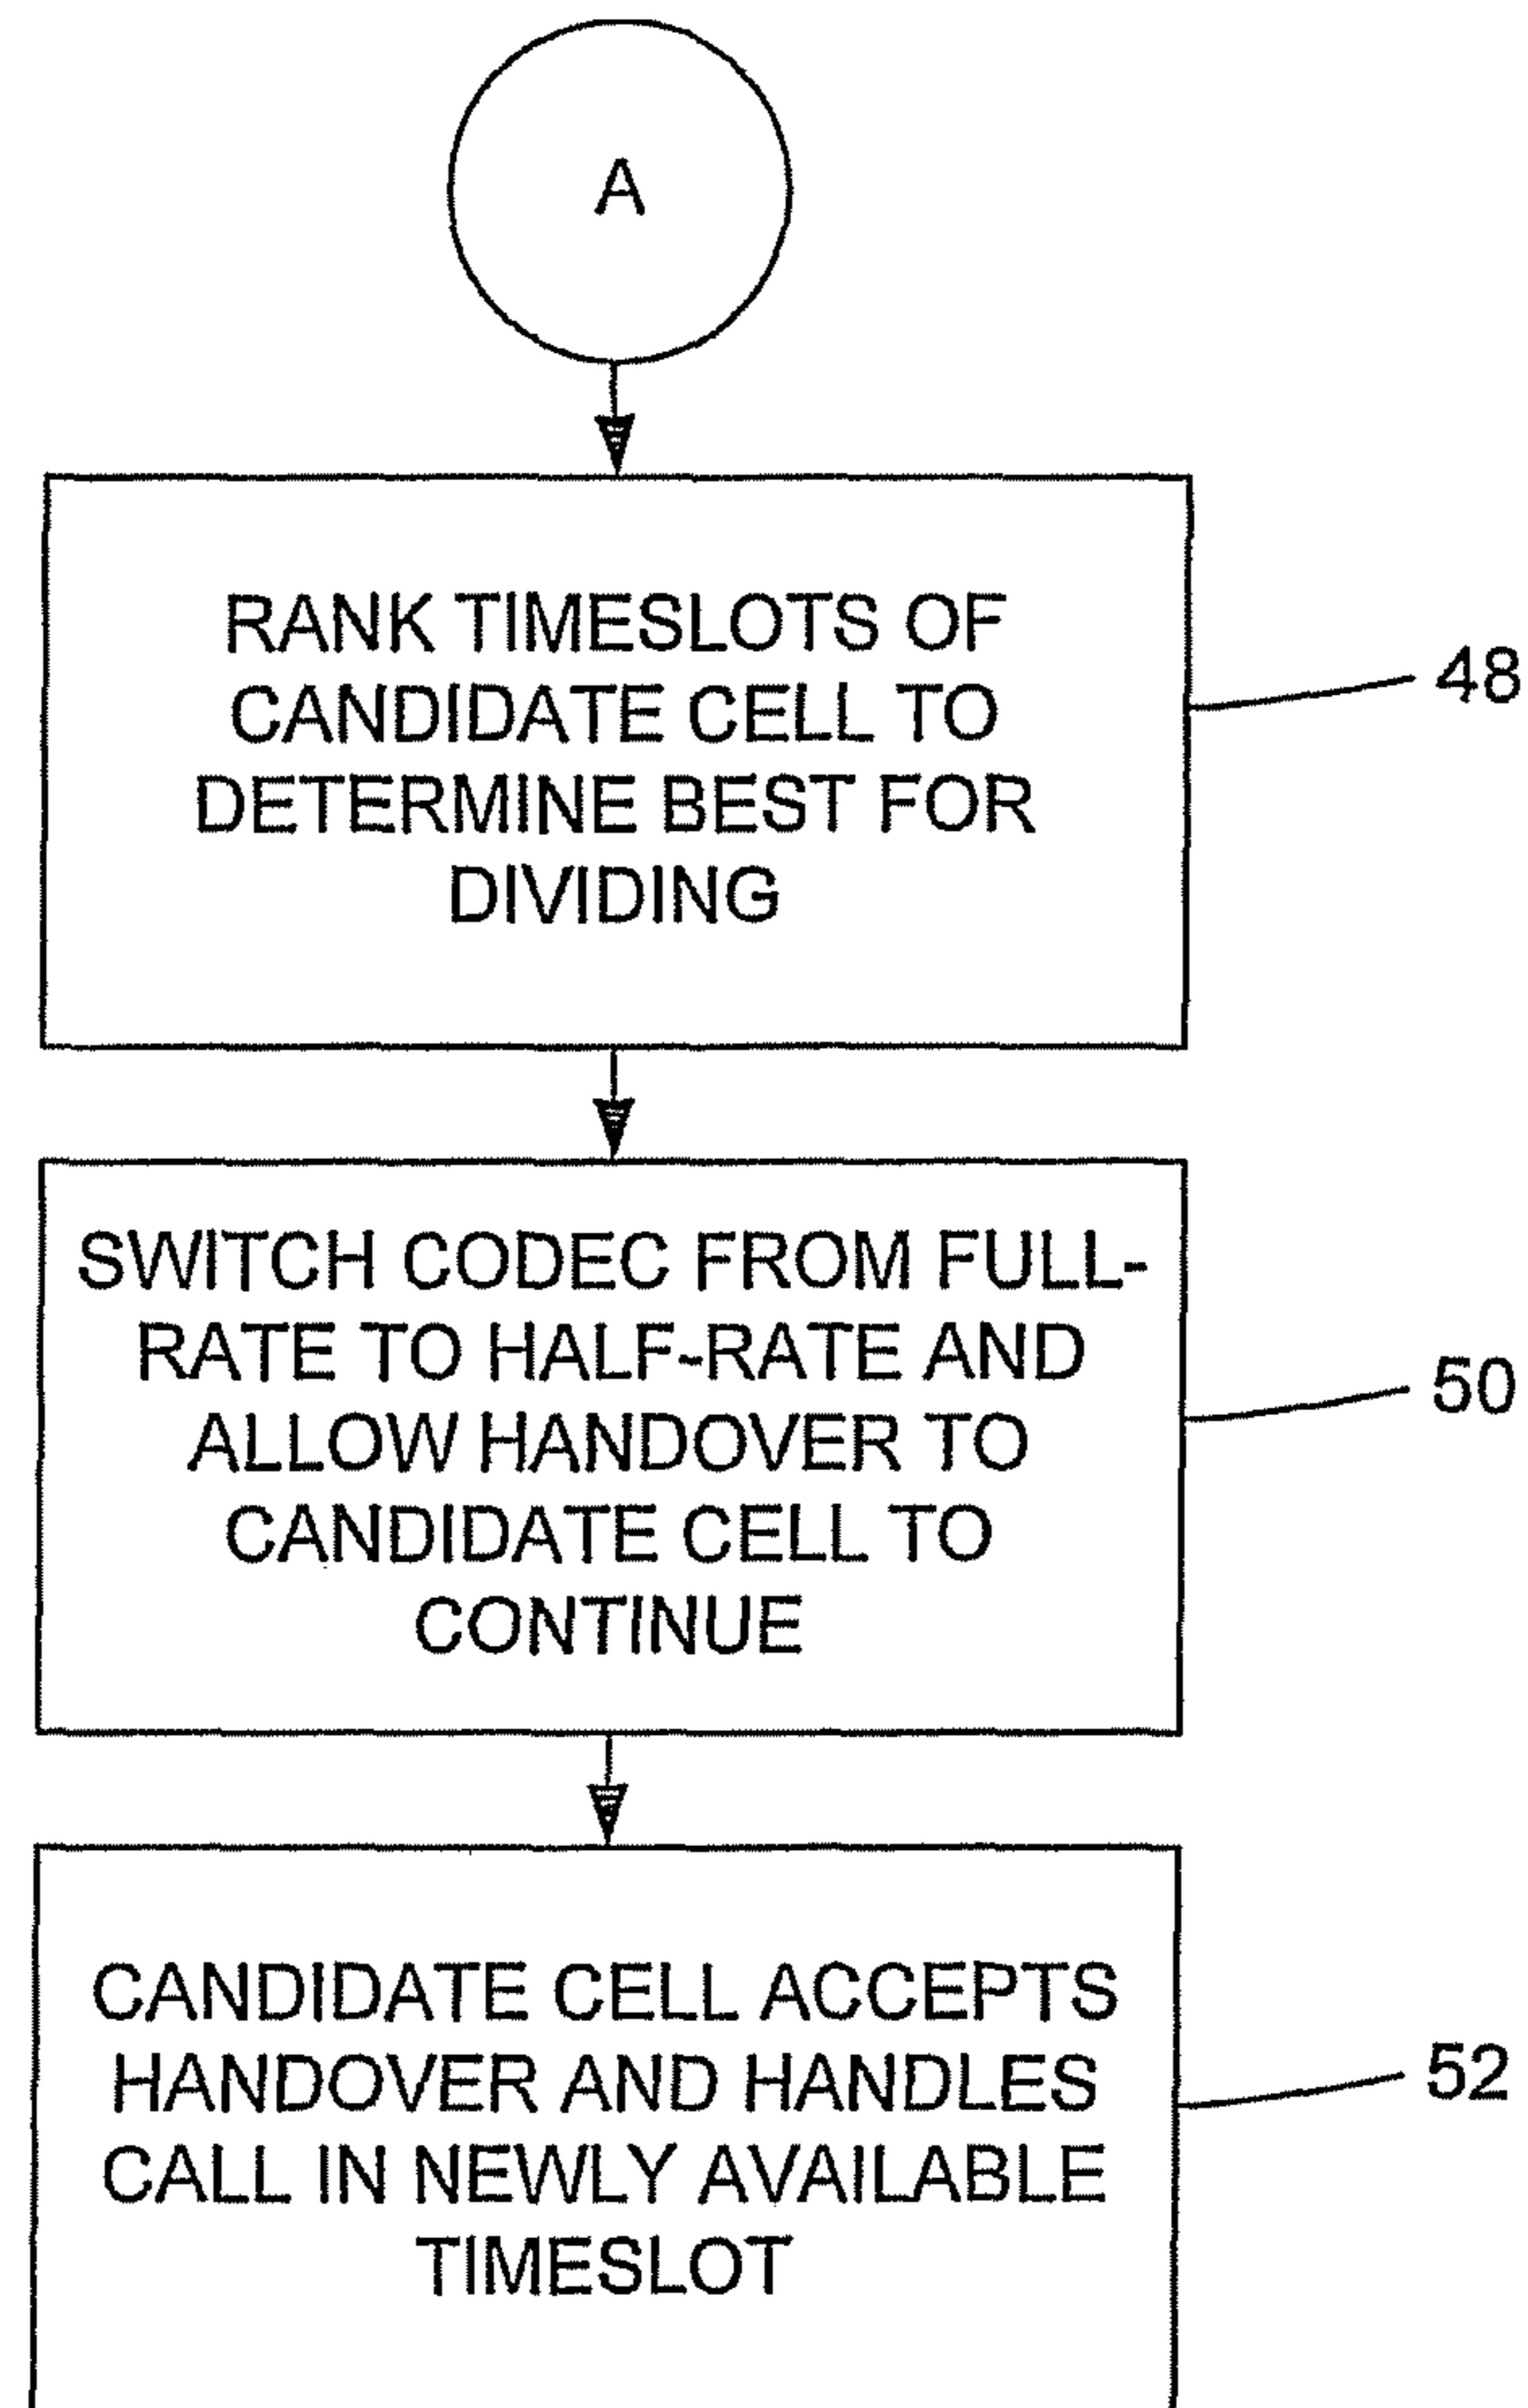 A
RANK TIMESLOTS OF
CANDIDATE CELL TO
DETERMINE BEST FOR
DIVIDING
48
SWITCH CODEC FROM FULL-
RATE TO HALF-RATE AND
ALLOW HANDOVER TO
CANDIDATE CELL TO
CONTINUE
50
CANDIDATE CELL ACCEPTS
HANDOVER AND HANDLES
CALL IN NEWLY AVAILABLE
TIMESLOT
52